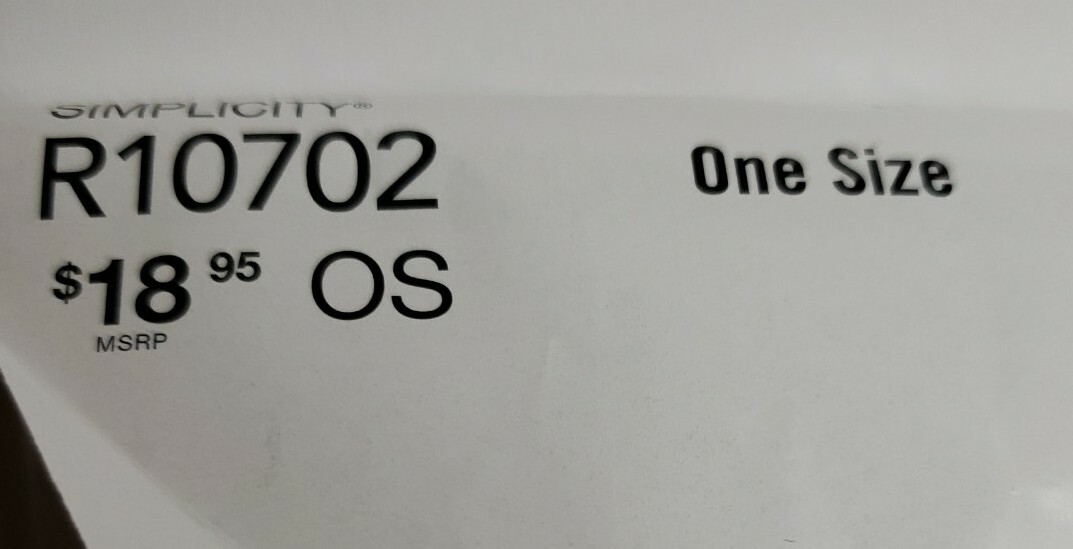 SIMPLICITY®
R10702
One Size
$18 95 OS
MSRP